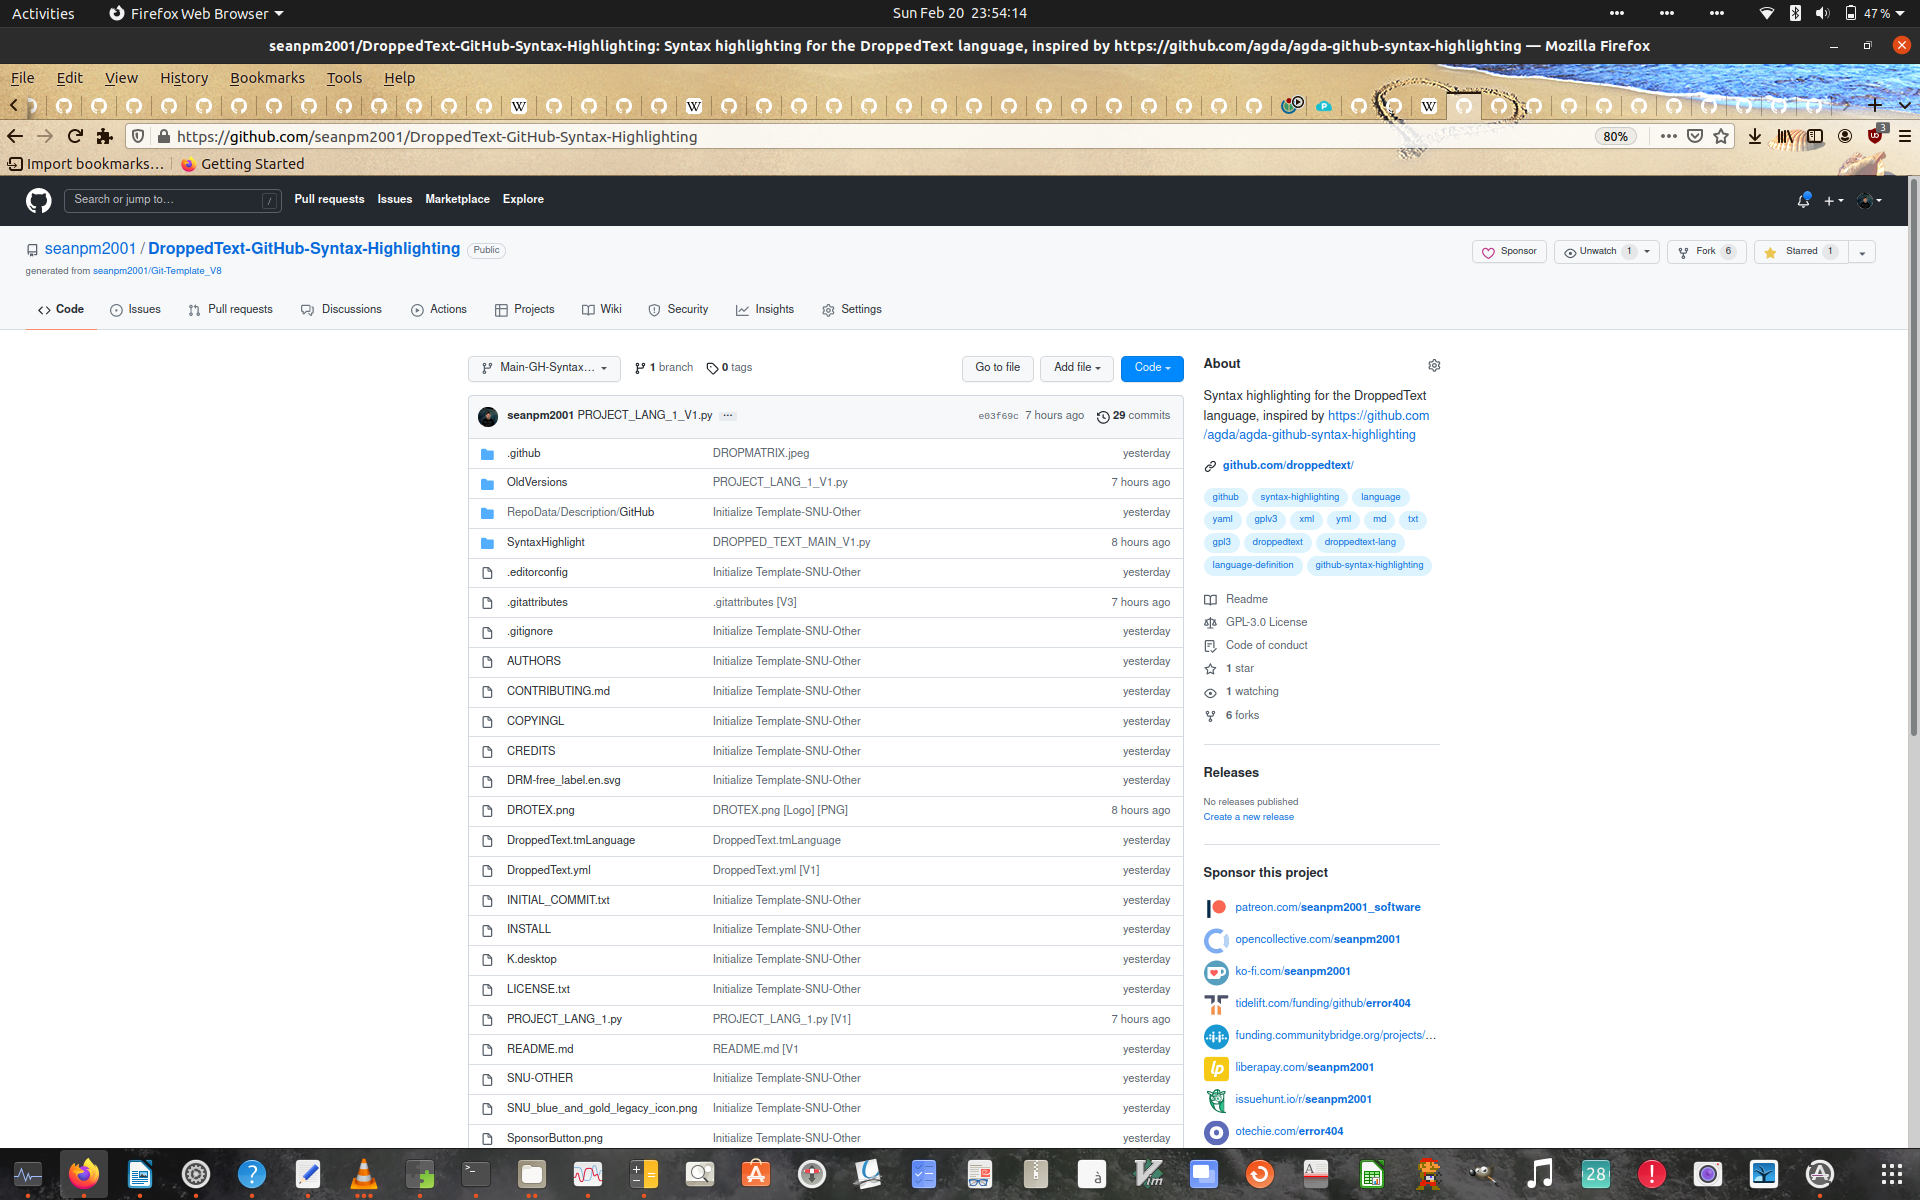 Activities Firefox Web Browser Sun Feb 20 23:54:14 47 %
seanpm2001/DroppedText-GitHub-Syntax-Highlighting: Syntax highlighting for the DroppedText language, inspired by https://github.com/agda/agda-github-syntax-highlighting — Mozilla Firefox
File Edit View History Bookmarks Tools Help
https://github.com/seanpm2001/DroppedText-GitHub-Syntax-Highlighting 80% 3
Import bookmarks… Getting Started
Search or jump to… / Pull requests Issues Marketplace Explore
seanpm2001 / DroppedText-GitHub-Syntax-Highlighting Public Sponsor Unwatch 1 Fork 6 Starred 1
generated from seanpm2001/Git-Template_V8
Code Issues Pull requests Discussions Actions Projects Wiki Security Insights Settings
Main-GH-Syntax… 1 branch 0 tags Go to file Add file Code
seanpm2001 PROJECT_LANG_1_V1.py … e03f69c 7 hours ago 29 commits
.github DROPMATRIX.jpeg yesterday
OldVersions PROJECT_LANG_1_V1.py 7 hours ago
RepoData/Description/GitHub Initialize Template-SNU-Other yesterday
SyntaxHighlight DROPPED_TEXT_MAIN_V1.py 8 hours ago
.editorconfig Initialize Template-SNU-Other yesterday
.gitattributes .gitattributes [V3] 7 hours ago
.gitignore Initialize Template-SNU-Other yesterday
AUTHORS Initialize Template-SNU-Other yesterday
CONTRIBUTING.md Initialize Template-SNU-Other yesterday
COPYINGL Initialize Template-SNU-Other yesterday
CREDITS Initialize Template-SNU-Other yesterday
DRM-free_label.en.svg Initialize Template-SNU-Other yesterday
DROTEX.png DROTEX.png [Logo] [PNG] 8 hours ago
DroppedText.tmLanguage DroppedText.tmLanguage yesterday
DroppedText.yml DroppedText.yml [V1] yesterday
INITIAL_COMMIT.txt Initialize Template-SNU-Other yesterday
INSTALL Initialize Template-SNU-Other yesterday
K.desktop Initialize Template-SNU-Other yesterday
LICENSE.txt Initialize Template-SNU-Other yesterday
PROJECT_LANG_1.py PROJECT_LANG_1.py [V1] 7 hours ago
README.md README.md [V1 yesterday
SNU-OTHER Initialize Template-SNU-Other yesterday
SNU_blue_and_gold_legacy_icon.png Initialize Template-SNU-Other yesterday
SponsorButton.png Initialize Template-SNU-Other yesterday
About
Syntax highlighting for the DroppedText
language, inspired by https://github.com
/agda/agda-github-syntax-highlighting
github.com/droppedtext/
github syntax-highlighting language
yaml gplv3 xml yml md txt
gpl3 droppedtext droppedtext-lang
language-definition github-syntax-highlighting
Readme
GPL-3.0 License
Code of conduct
1 star
1 watching
6 forks
Releases
No releases published
Create a new release
Sponsor this project
patreon.com/seanpm2001_software
opencollective.com/seanpm2001
ko-fi.com/seanpm2001
tidelift.com/funding/github/error404
funding.communitybridge.org/projects/…
lp liberapay.com/seanpm2001
issuehunt.io/r/seanpm2001
otechie.com/error404
28